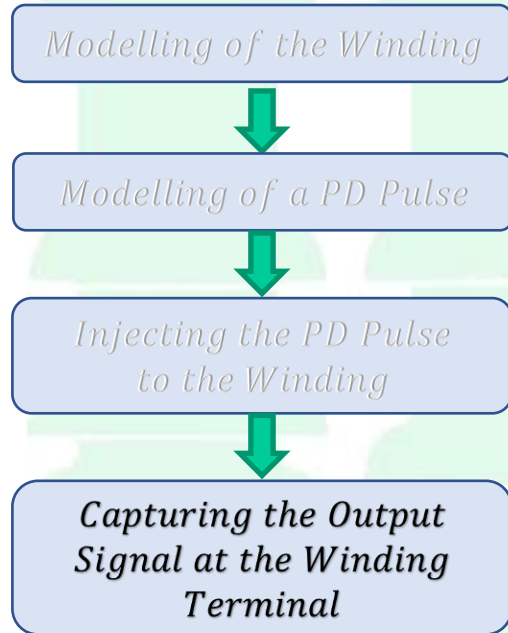 Modelling of the Winding
Modelling of a PD Pulse
Injecting the PD Pulse
to the Winding
Capturing the Output
Signal at the Winding
Terminal